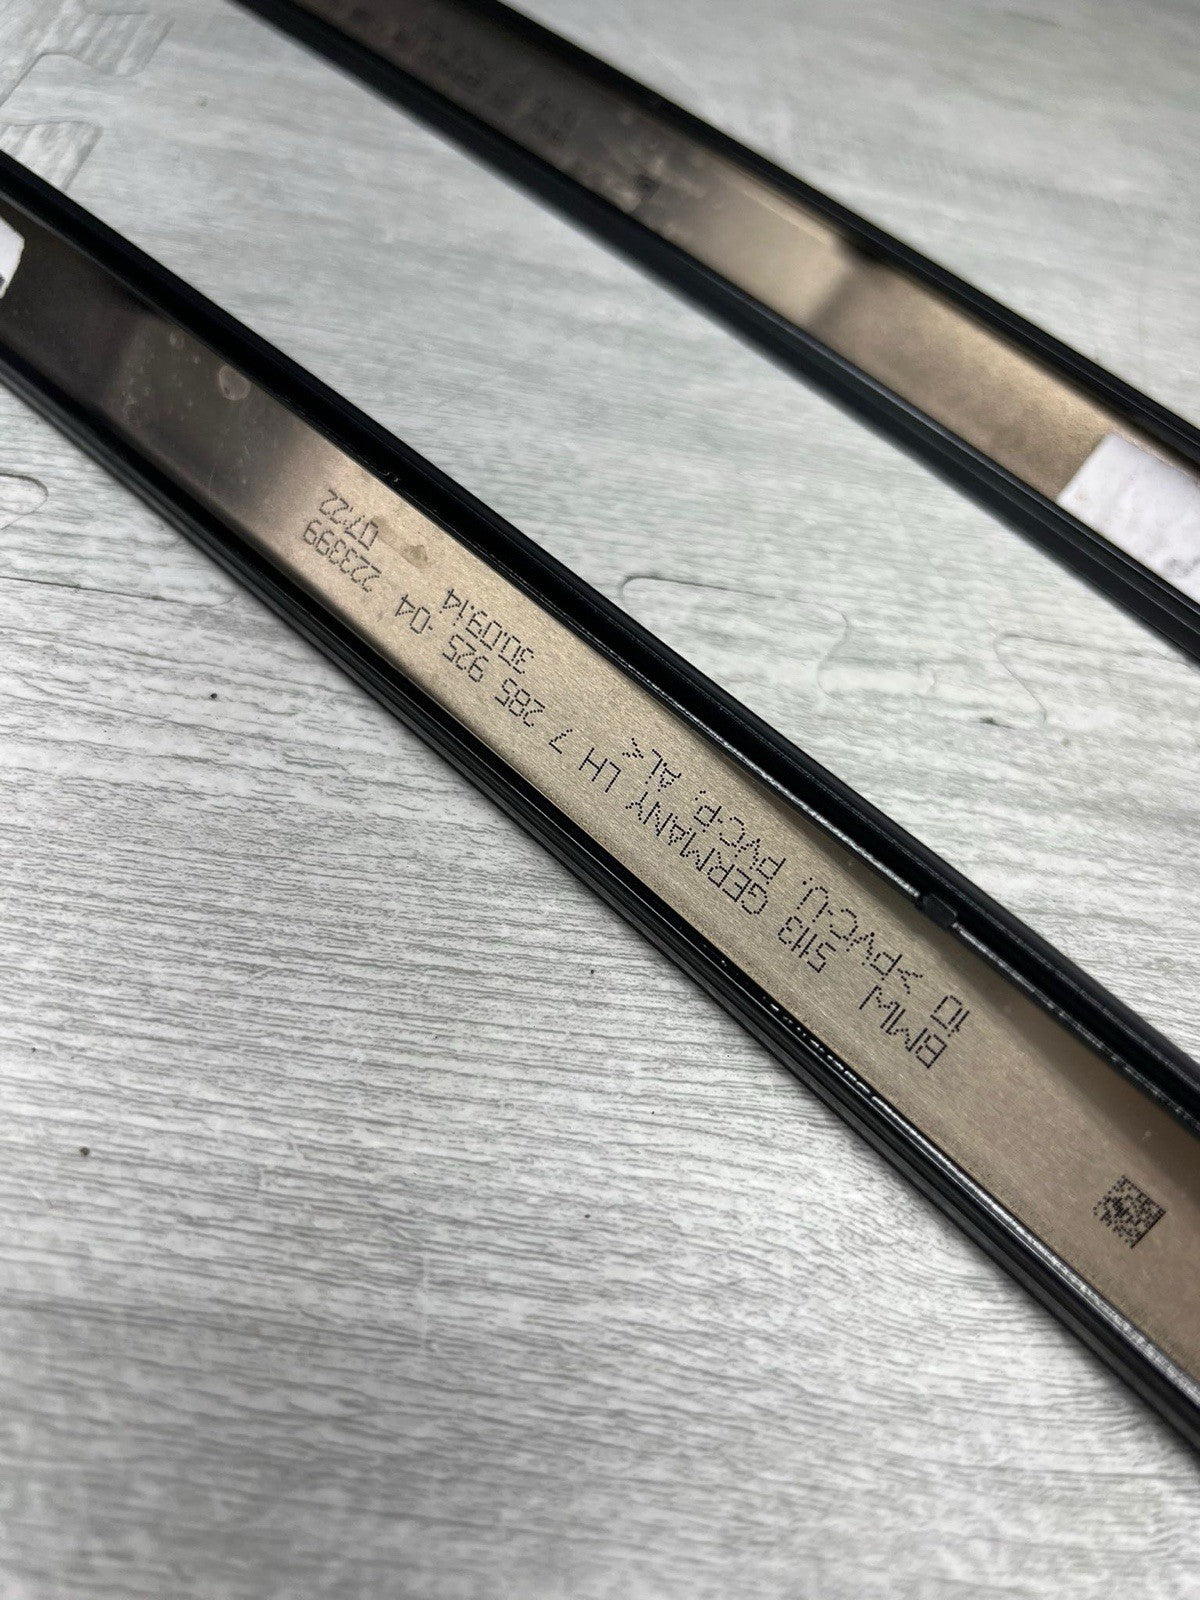 BMW 5113 GERMANY LH 7 285 925 -04 223399
10 >PVC-U, PVC-P, AL< 30.09.14 07:22